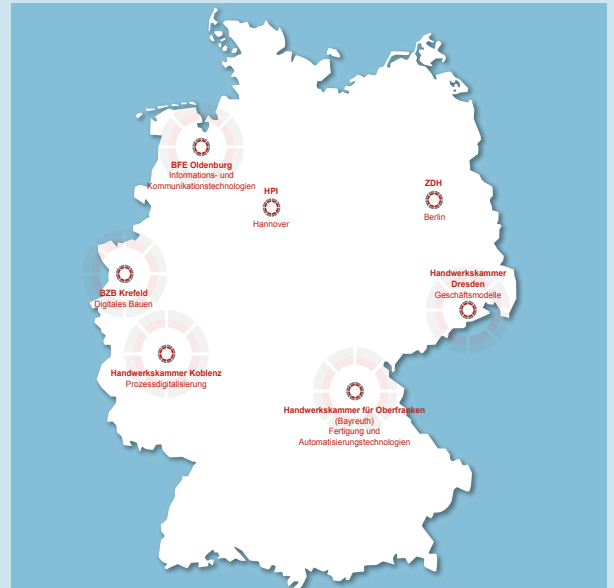 BFE Oldenburg
Informations- und
Kommunikationstechnologien
HPI
Hannover
ZDH
Berlin
BZB Krefeld
Digitales Bauen
Handwerkskammer
Dresden
Geschäftsmodelle
Handwerkskammer Koblenz
Prozessdigitalisierung
Handwerkskammer für Oberfranken
(Bayreuth)
Fertigung und
Automatisierungstechnologien